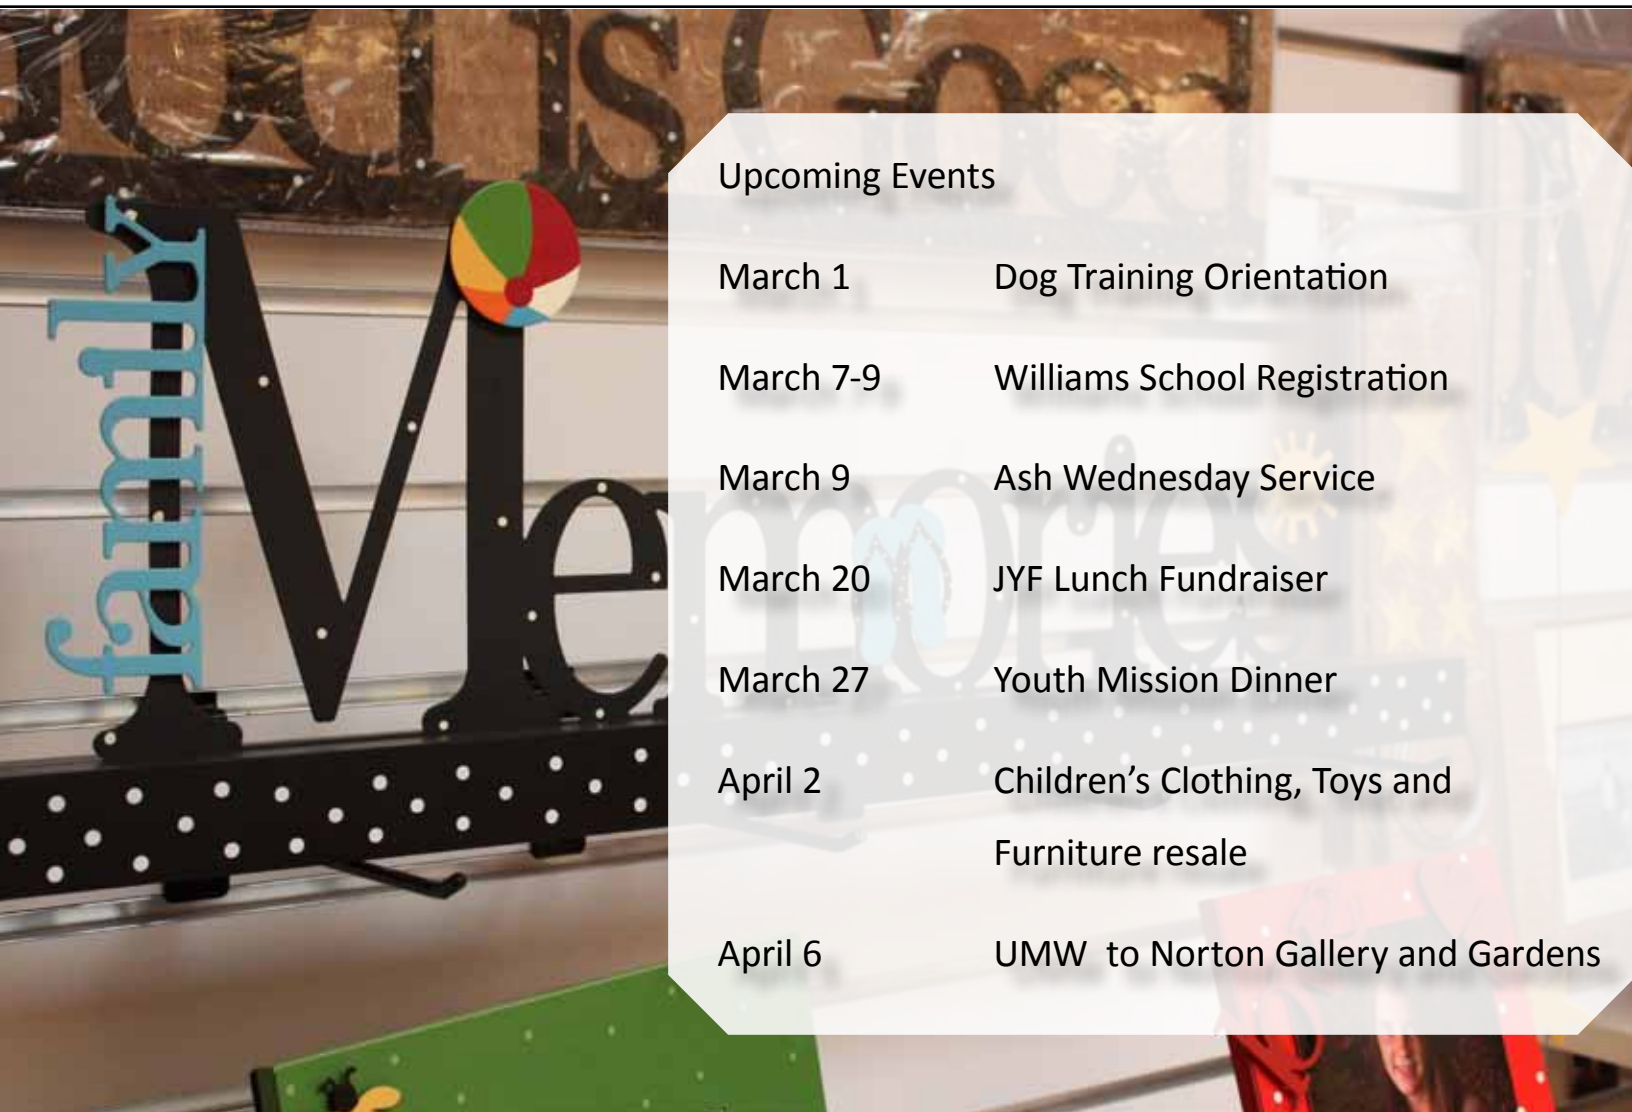 is Good
family
Memories
Upcoming Events
March 1 Dog Training Orientation
March 7-9 Williams School Registration
March 9 Ash Wednesday Service
March 20 JYF Lunch Fundraiser
March 27 Youth Mission Dinner
April 2 Children's Clothing, Toys and
Furniture resale
April 6 UMW to Norton Gallery and Gardens